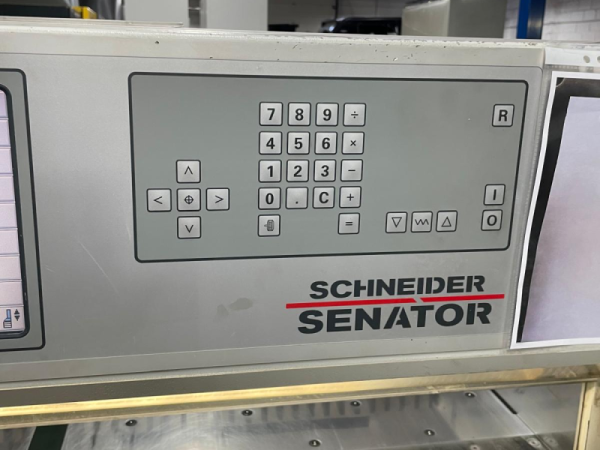 7 8 9 ÷
R
4 5 6 ×
1 2 3 −
< > 0 . C + I
= O
SCHNEIDER
SENATOR